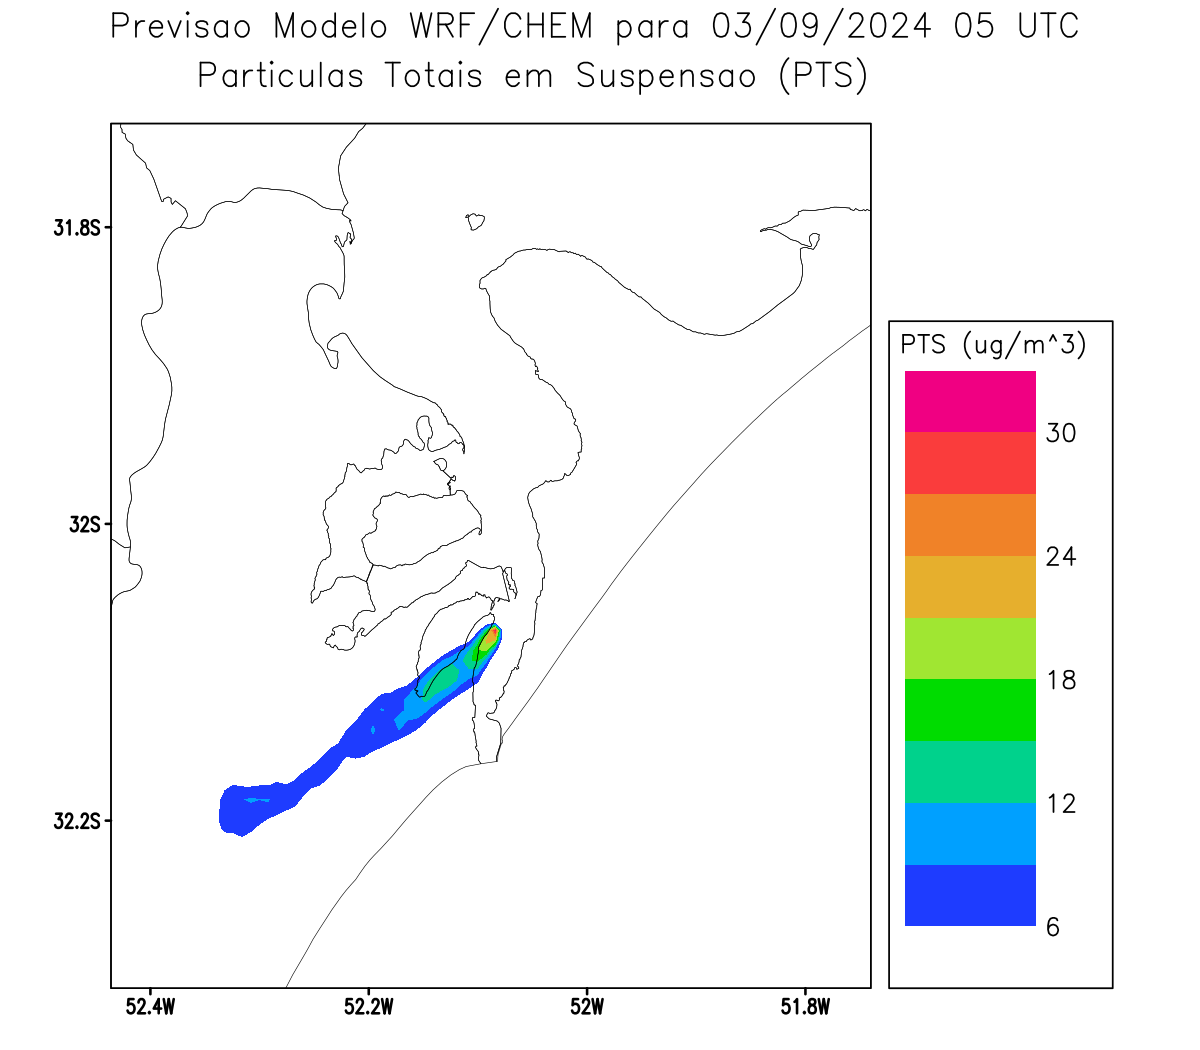 Previsao Modelo WRF/CHEM para 03/09/2024 05 UTC
Particulas Totais em Suspensao (PTS)
31.8S
32S
32.2S
52.4W
52.2W
52W
51.8W
PTS (ug/m^3)
30
24
18
12
6